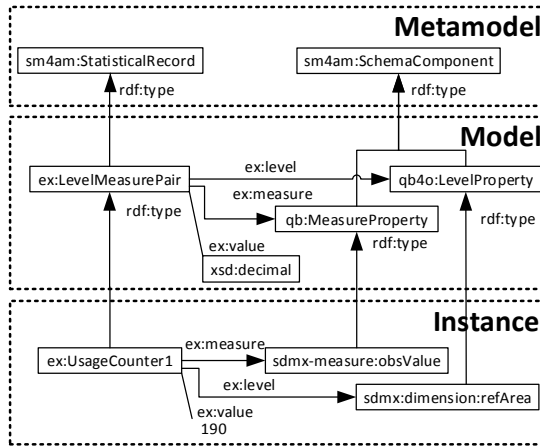 Metamodel
sm4am:StatisticalRecord
sm4am:SchemaComponent
rdf:type
rdf:type
Model
ex:LevelMeasurePair
ex:level
qb4o:LevelProperty
ex:measure
rdf:type
qb:MeasureProperty
rdf:type
rdf:type
ex:value
xsd:decimal
Instance
ex:measure
ex:UsageCounter1
sdmx-measure:obsValue
ex:level
sdmx:dimension:refArea
ex:value
190